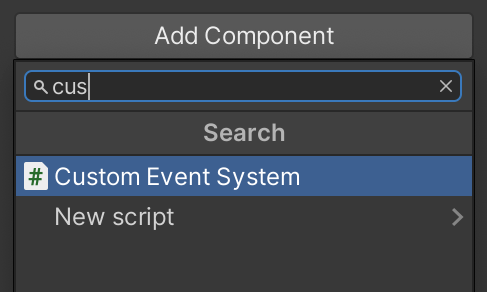 Add Component
cus
Search
Custom Event System
New script